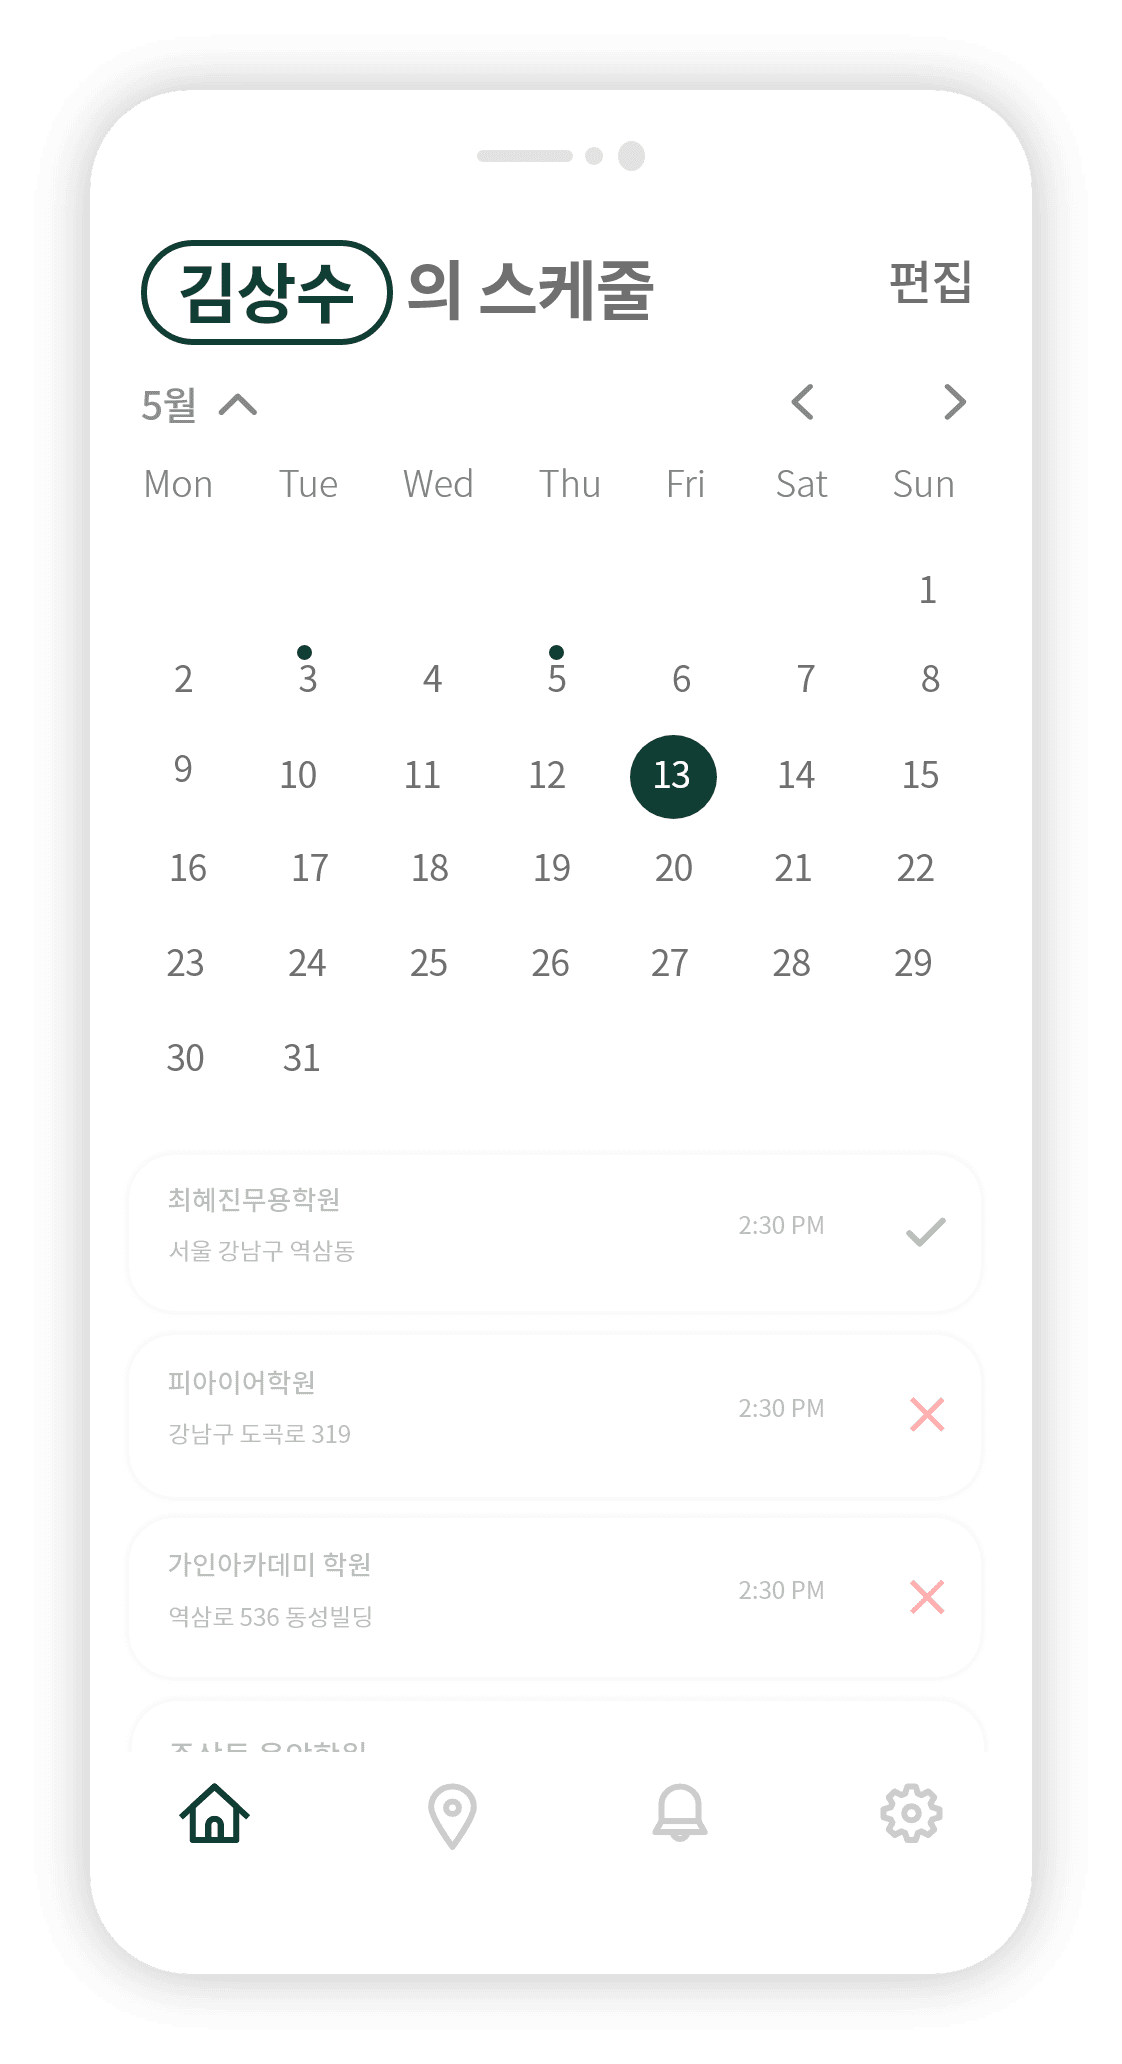 김상수 의 스케줄 편집
5월
Mon Tue Wed Thu Fri Sat Sun
1
2 3 4 5 6 7 8
9 10 11 12 13 14 15
16 17 18 19 20 21 22
23 24 25 26 27 28 29
30 31
최혜진무용학원
서울 강남구 역삼동
2:30 PM
피아이어학원
강남구 도곡로 319
2:30 PM
가인아카데미 학원
역삼로 536 동성빌딩
2:30 PM